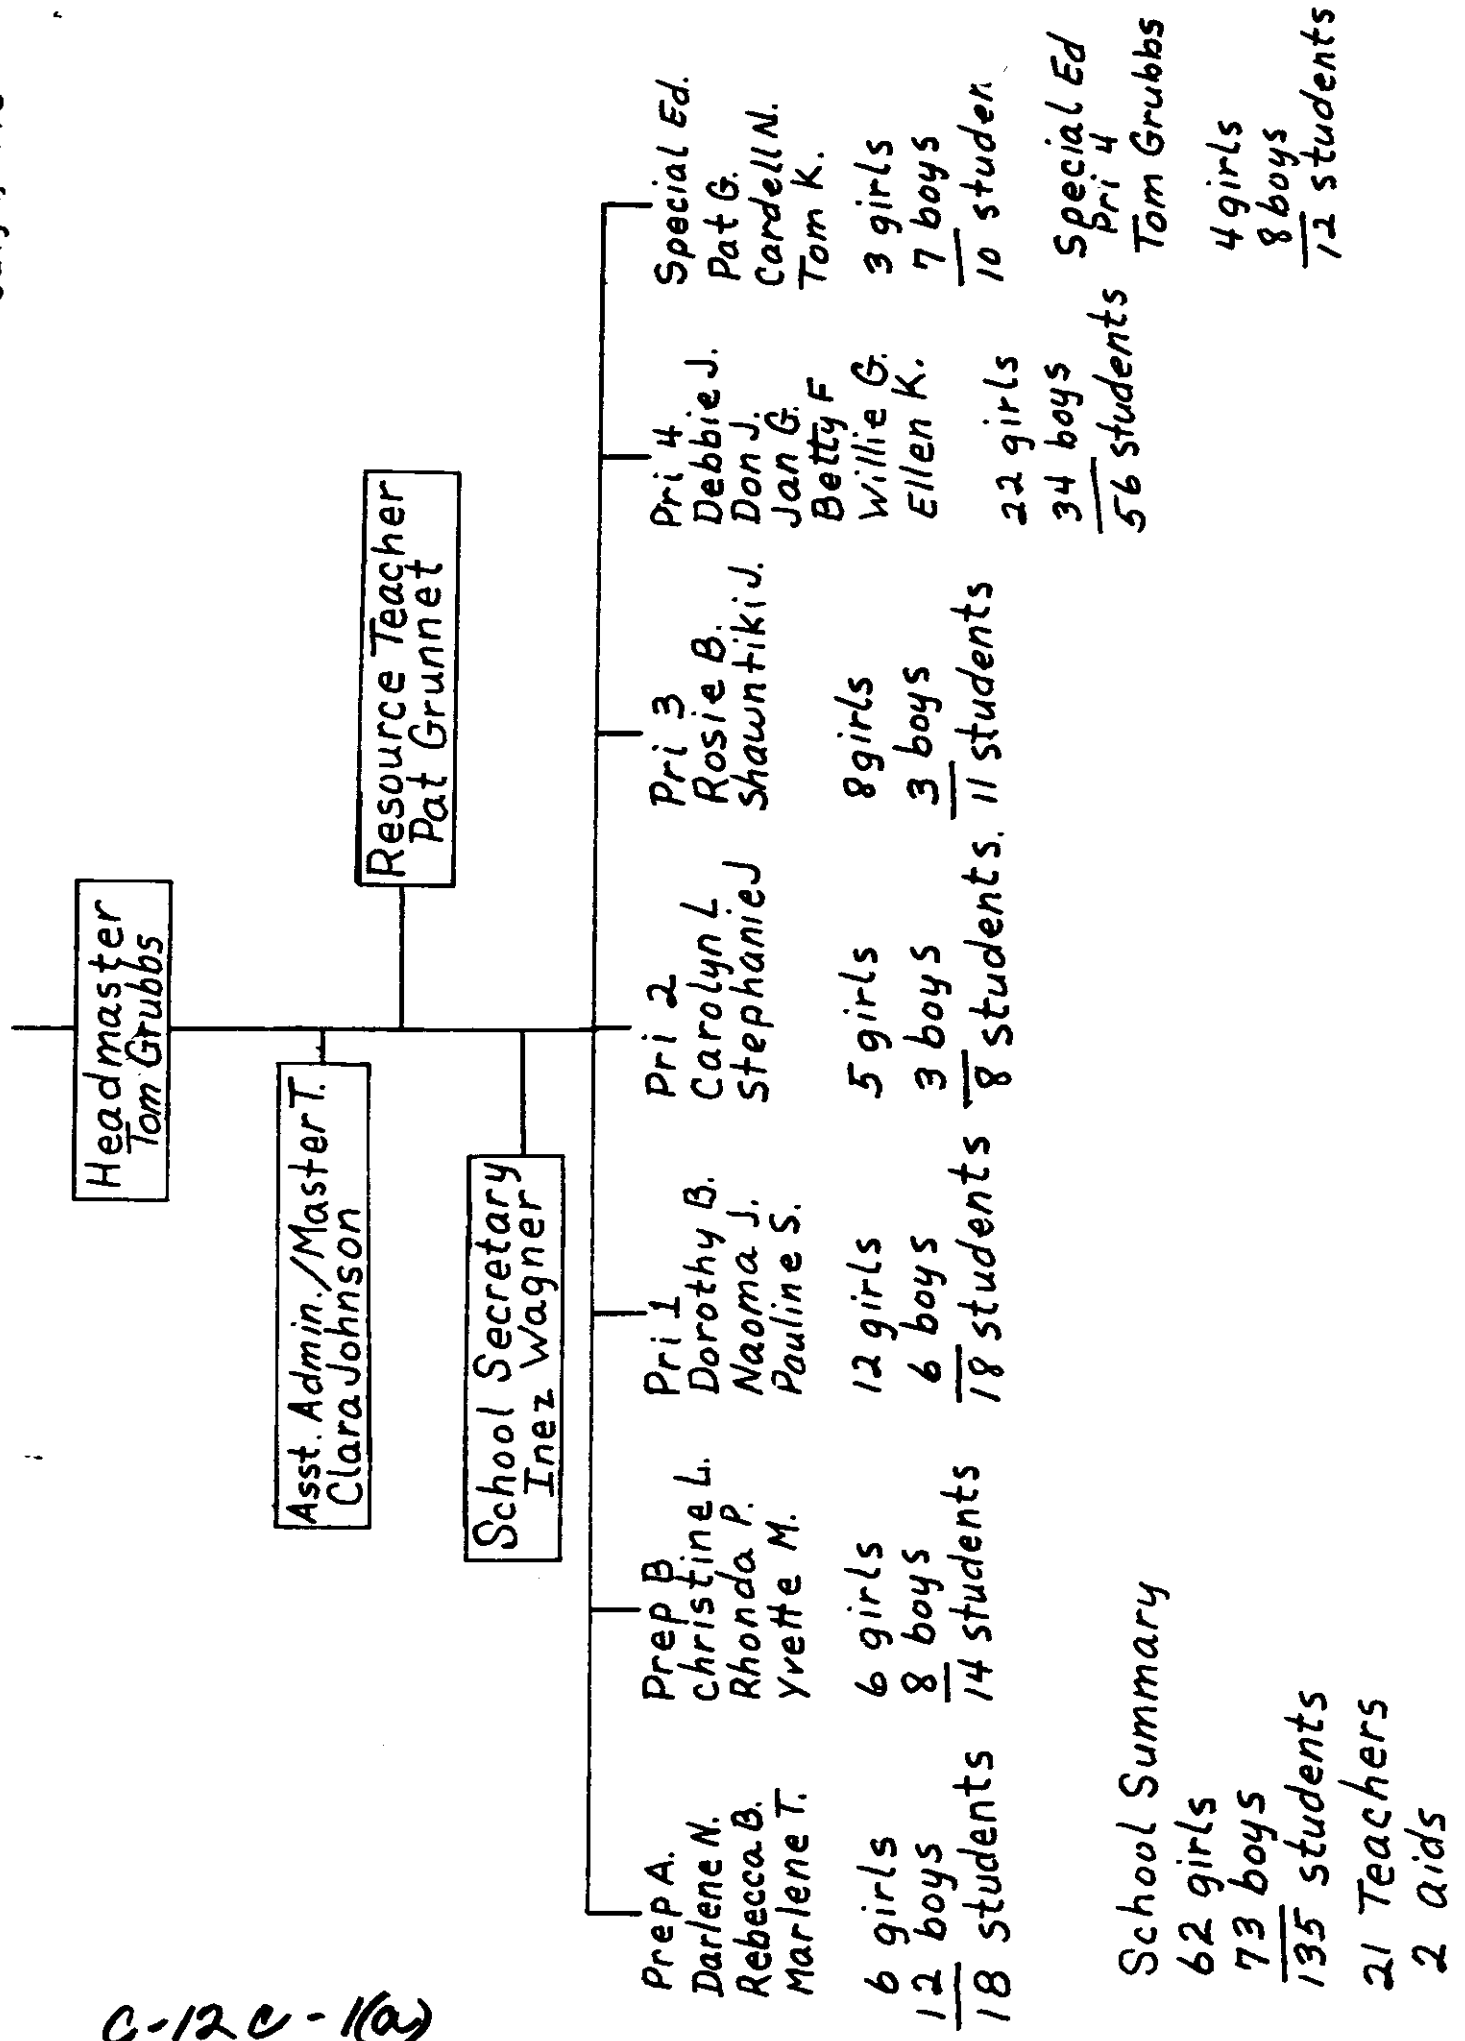 Headmaster
Tom Grubbs
Asst. Admin./Master T.
Clara Johnson
Resource Teacher
Pat Grunnet
School Secretary
Inez Wagner
Prep A.
Darlene N.
Rebecca B.
Marlene T.
6 girls
12 boys
18 students
Prep B
Christine L.
Rhonda P.
Yvette M.
6 girls
8 boys
14 students
Pri 1
Dorothy B.
Naoma J.
Pauline S.
12 girls
6 boys
18 students
Pri 2
Carolyn L
Stephanie J
5 girls
3 boys
8 students.
Pri 3
Rosie B.
Shawntiki J.
8 girls
3 boys
11 students
Pri 4
Debbie J.
Don J.
Jan G.
Betty F
Willie G.
Ellen K.
22 girls
34 boys
56 students
Special Ed.
Pat G.
Cardell N.
Tom K.
3 girls
7 boys
10 studen
Special Ed
Pri 4
Tom Grubbs
4 girls
8 boys
12 students
School Summary
62 girls
73 boys
135 students
21 Teachers
2 aids
C-12 c - 1(a)